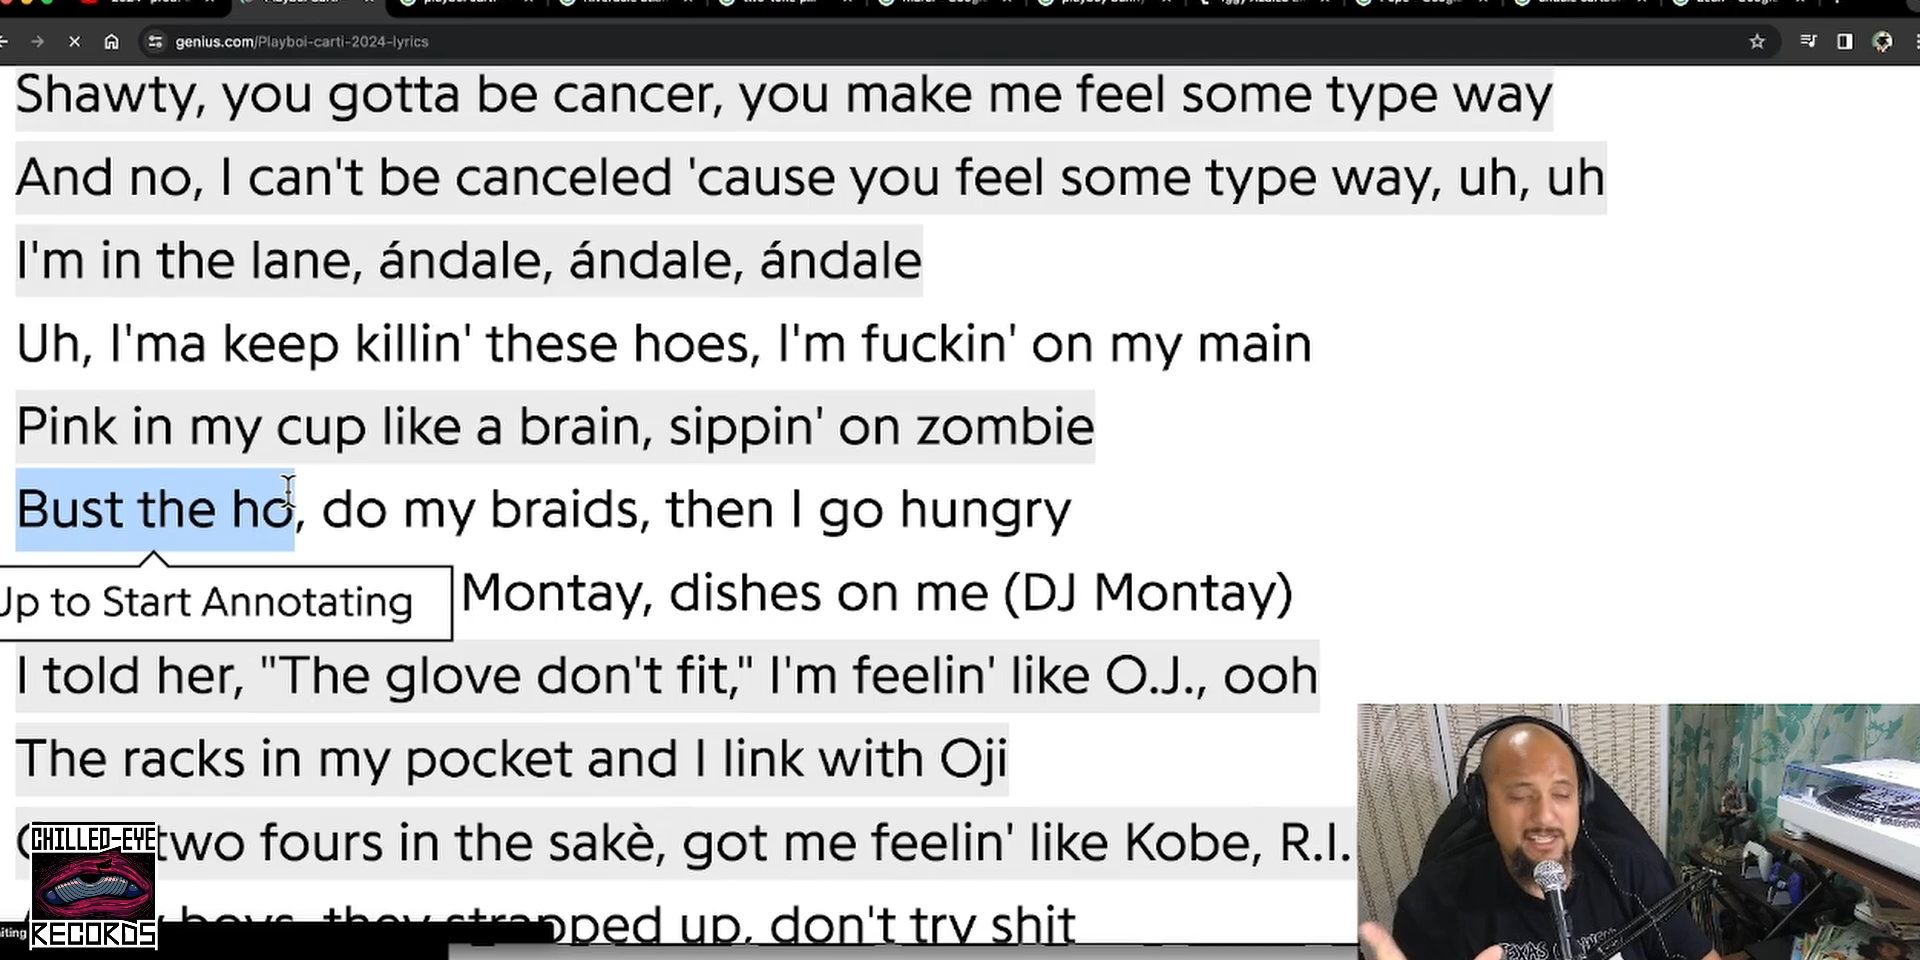 genius.com/Playboi-carti-2024-lyrics
Shawty, you gotta be cancer, you make me feel some type way
And no, I can't be canceled 'cause you feel some type way, uh, uh
I'm in the lane, ándale, ándale, ándale
Uh, I'ma keep killin' these hoes, I'm fuckin' on my main
Pink in my cup like a brain, sippin' on zombie
Bust the ho, do my braids, then I go hungry
Up to Start Annotating
Montay, dishes on me (DJ Montay)
I told her, "The glove don't fit," I'm feelin' like O.J., ooh
The racks in my pocket and I link with Oji
two fours in the sakè, got me feelin' like Kobe, R.I.
boys, they strapped up, don't try shit
CHILLED-EYE
RECORDS